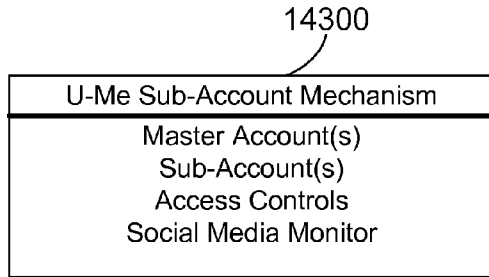 14300
U-Me Sub-Account Mechanism
Master Account(s)
Sub-Account(s)
Access Controls
Social Media Monitor